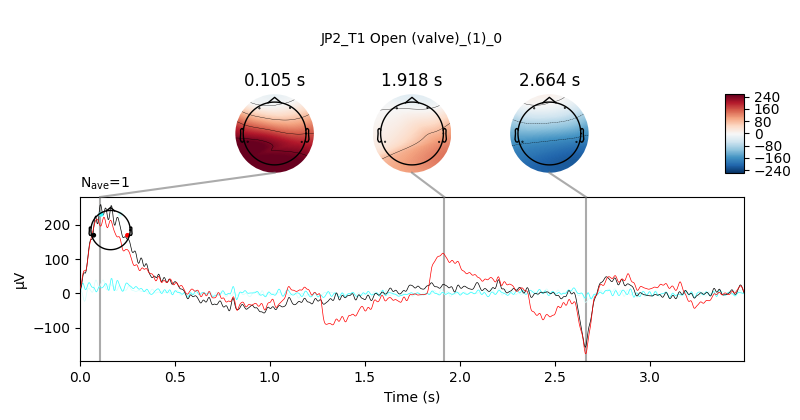 JP2_T1 Open (valve)_(1)_0
0.105 s 1.918 s 2.664 s
240
160
80
0
−80
−160
−240
Nave=1
200
100
0
−100
µV
0.0 0.5 1.0 1.5 2.0 2.5 3.0
Time (s)